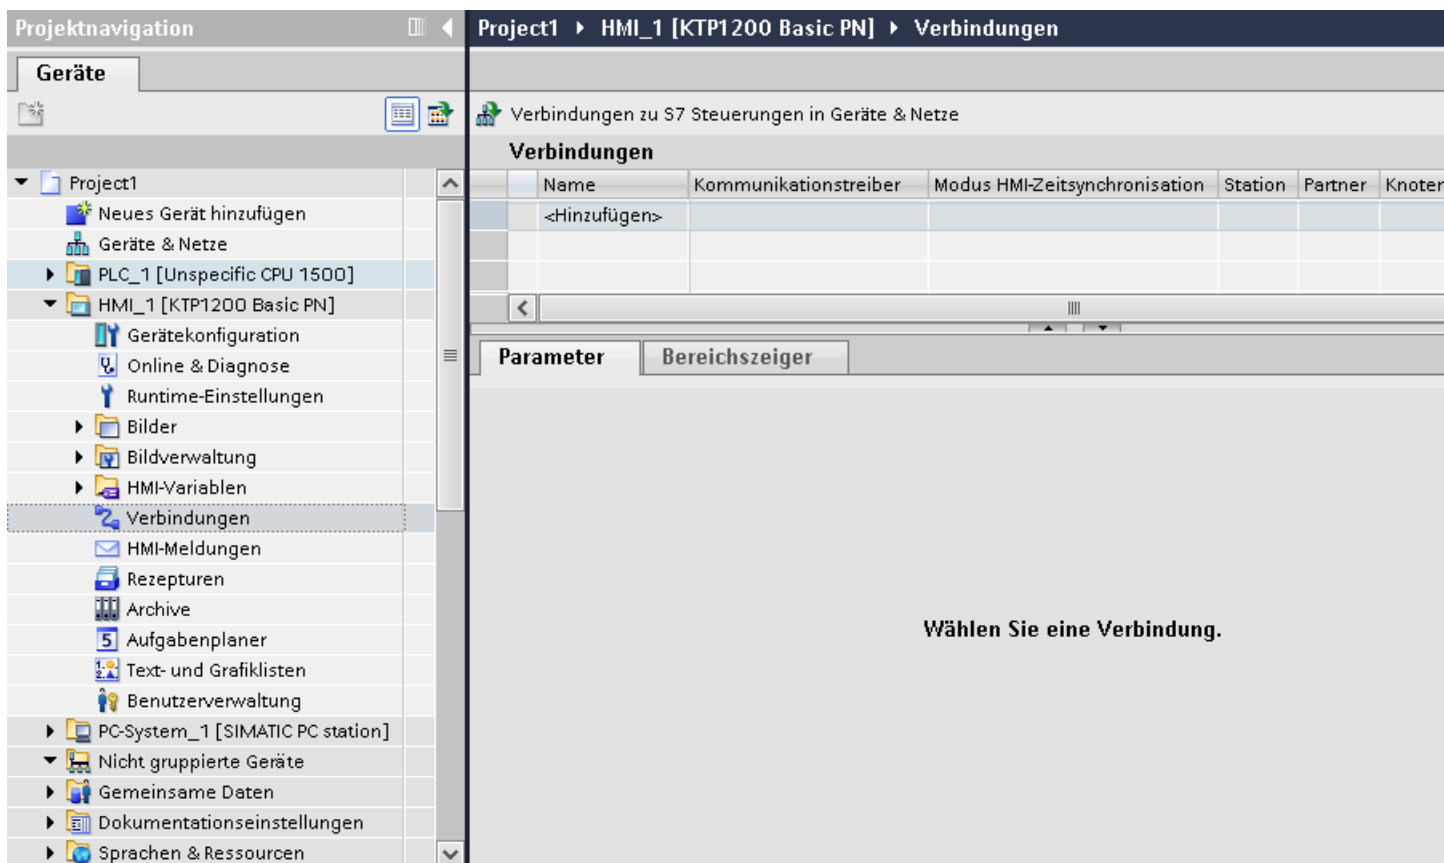 Projektnavigation
Geräte
Project1
Neues Gerät hinzufügen
Geräte & Netze
PLC_1 [Unspecific CPU 1500]
HMI_1 [KTP1200 Basic PN]
Gerätekonfiguration
Online & Diagnose
Runtime-Einstellungen
Bilder
Bildverwaltung
HMI-Variablen
Verbindungen
HMI-Meldungen
Rezepturen
Archive
Aufgabenplaner
Text- und Grafiklisten
Benutzerverwaltung
PC-System_1 [SIMATIC PC station]
Nicht gruppierte Geräte
Gemeinsame Daten
Dokumentationseinstellungen
Sprachen & Ressourcen
Project1 HMI_1 [KTP1200 Basic PN] Verbindungen
Verbindungen zu S7 Steuerungen in Geräte & Netze
Verbindungen
Name Kommunikationstreiber Modus HMI-Zeitsynchronisation Station Partner Knoten
<Hinzufügen>
Parameter Bereichszeiger
Wählen Sie eine Verbindung.